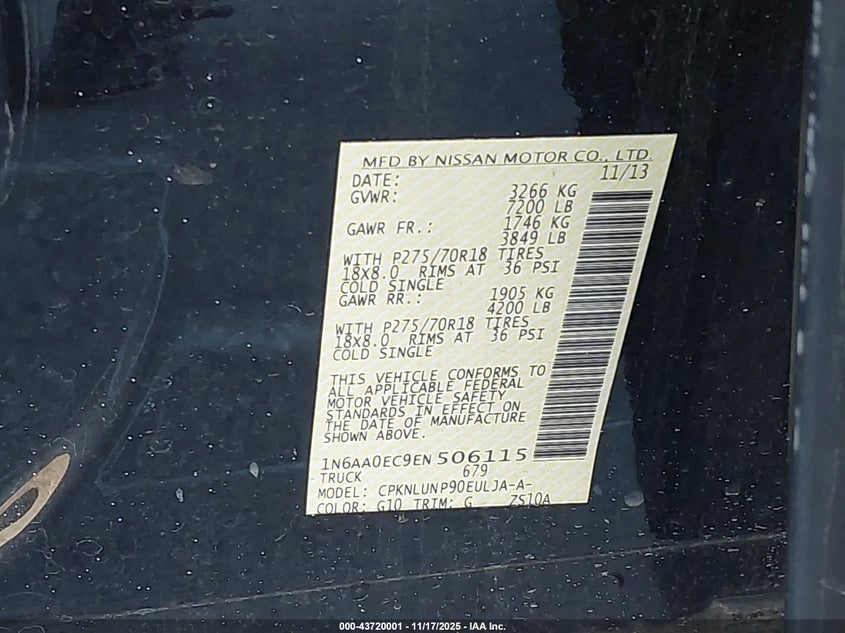 MFD BY NISSAN MOTOR CO., LTD.
DATE: 11/13
GVWR: 3266 KG
7200 LB
GAWR FR.: 1746 KG
3849 LB
WITH P275/70R18 TIRES
18X8.0 RIMS AT 36 PSI
COLD SINGLE
GAWR RR.: 1905 KG
4200 LB
WITH P275/70R18 TIRES
18X8.0 RIMS AT 36 PSI
COLD SINGLE
THIS VEHICLE CONFORMS TO
ALL APPLICABLE FEDERAL
MOTOR VEHICLE SAFETY
STANDARDS IN EFFECT ON
THE DATE OF MANUFACTURE
SHOWN ABOVE.
1N6AA0EC9EN506115
TRUCK 679
MODEL: CPKNLUNP90EULJA-A-
COLOR: G10 TRIM: G ZS10A
000-43720001 - 11/17/2025 - IAA Inc.